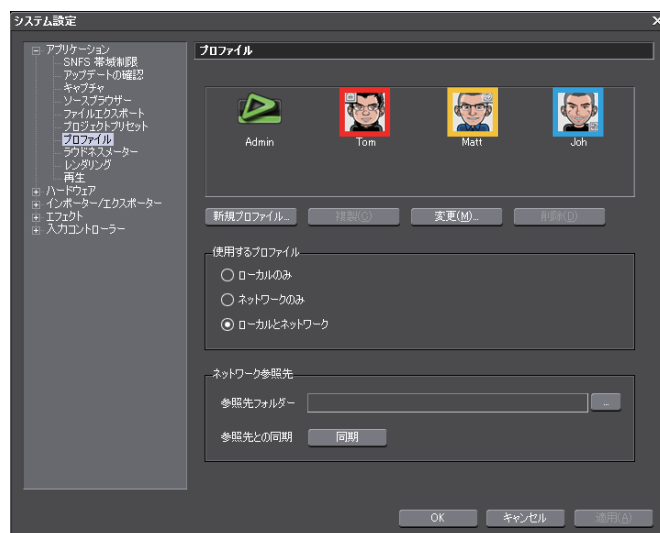 システム設定
アプリケーション
SNFS 帯域制限
アップデートの確認
キャプチャ
ソースブラウザー
ファイルエクスポート
プロジェクトプリセット
プロファイル
ラウドネスメーター
レンダリング
再生
ハードウェア
インポーター/エクスポーター
エフェクト
入力コントローラー
プロファイル
Admin
Tom
Matt
Joh
新規プロファイル...
複製(C)
変更(M)...
削除(D)
使用するプロファイル
ローカルのみ
ネットワークのみ
ローカルとネットワーク
ネットワーク参照先
参照先フォルダー
...
参照先との同期
同期
OK
キャンセル
適用(A)